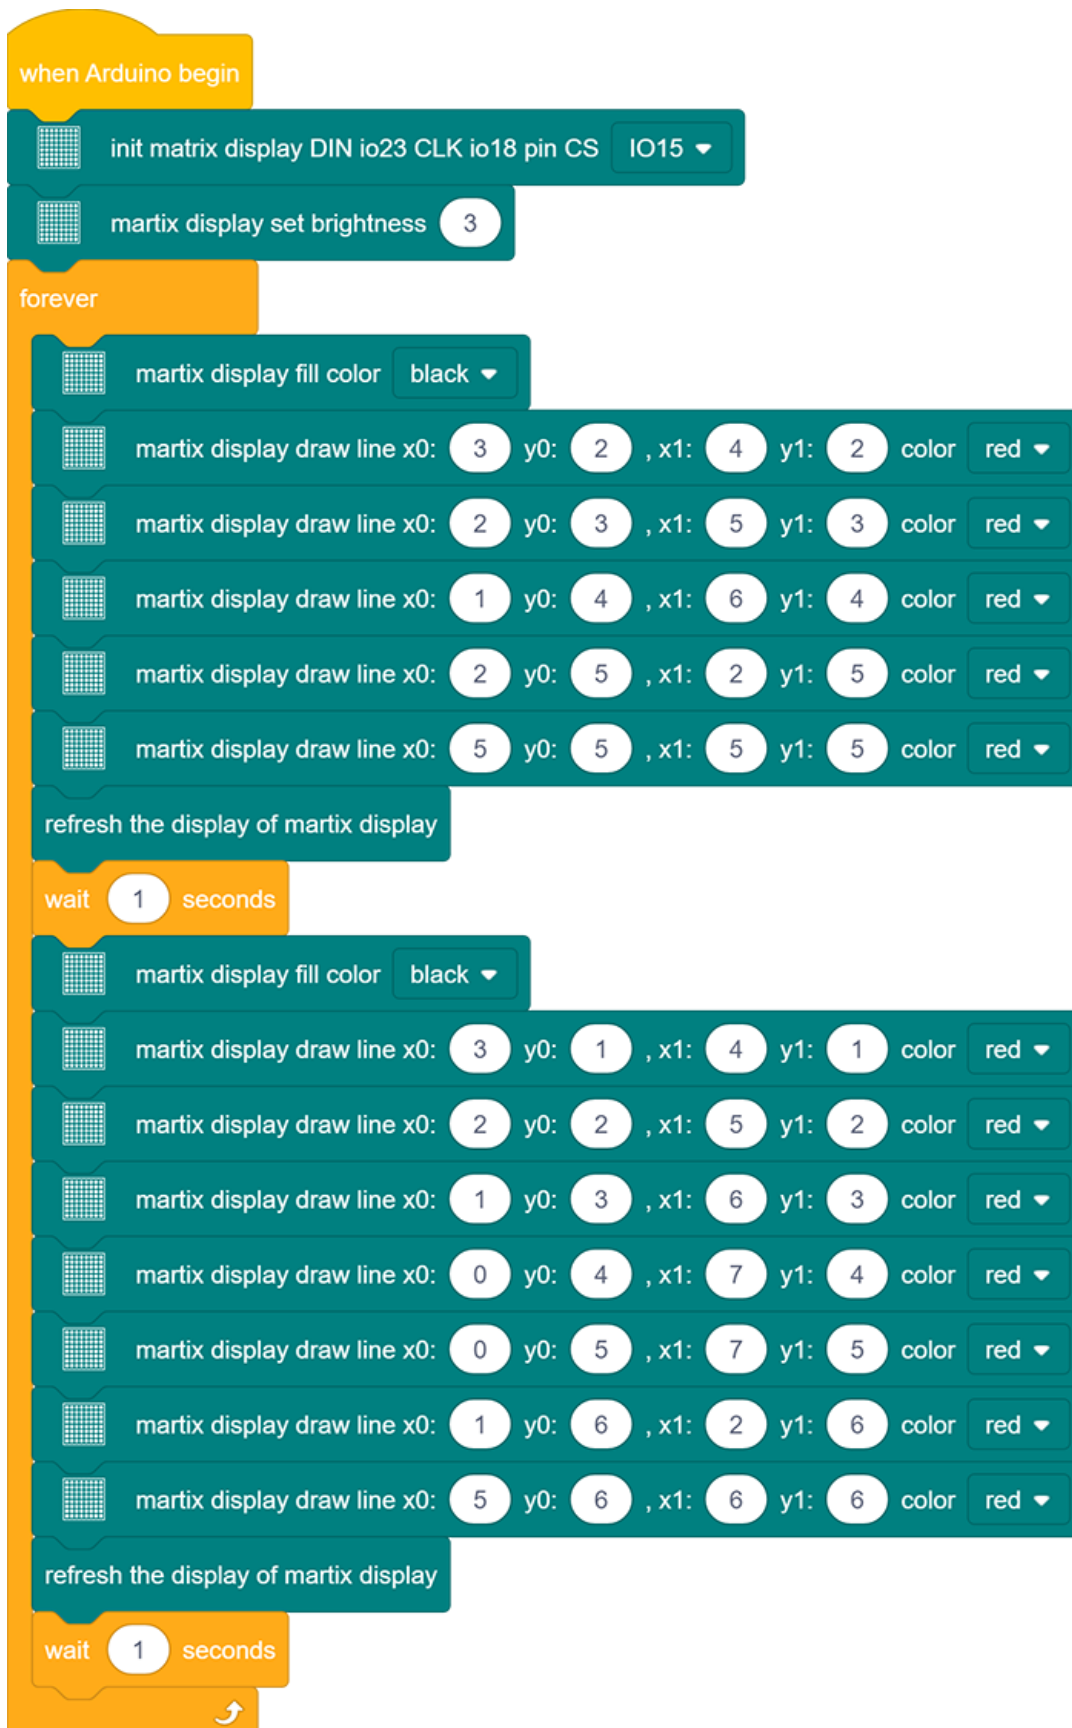 when Arduino begin
init matrix display DIN io23 CLK io18 pin CS IO15
martix display set brightness 3
forever
martix display fill color black
martix display draw line x0: 3 y0: 2 , x1: 4 y1: 2 color red
martix display draw line x0: 2 y0: 3 , x1: 5 y1: 3 color red
martix display draw line x0: 1 y0: 4 , x1: 6 y1: 4 color red
martix display draw line x0: 2 y0: 5 , x1: 2 y1: 5 color red
martix display draw line x0: 5 y0: 5 , x1: 5 y1: 5 color red
refresh the display of martix display
wait 1 seconds
martix display fill color black
martix display draw line x0: 3 y0: 1 , x1: 4 y1: 1 color red
martix display draw line x0: 2 y0: 2 , x1: 5 y1: 2 color red
martix display draw line x0: 1 y0: 3 , x1: 6 y1: 3 color red
martix display draw line x0: 0 y0: 4 , x1: 7 y1: 4 color red
martix display draw line x0: 0 y0: 5 , x1: 7 y1: 5 color red
martix display draw line x0: 1 y0: 6 , x1: 2 y1: 6 color red
martix display draw line x0: 5 y0: 6 , x1: 6 y1: 6 color red
refresh the display of martix display
wait 1 seconds